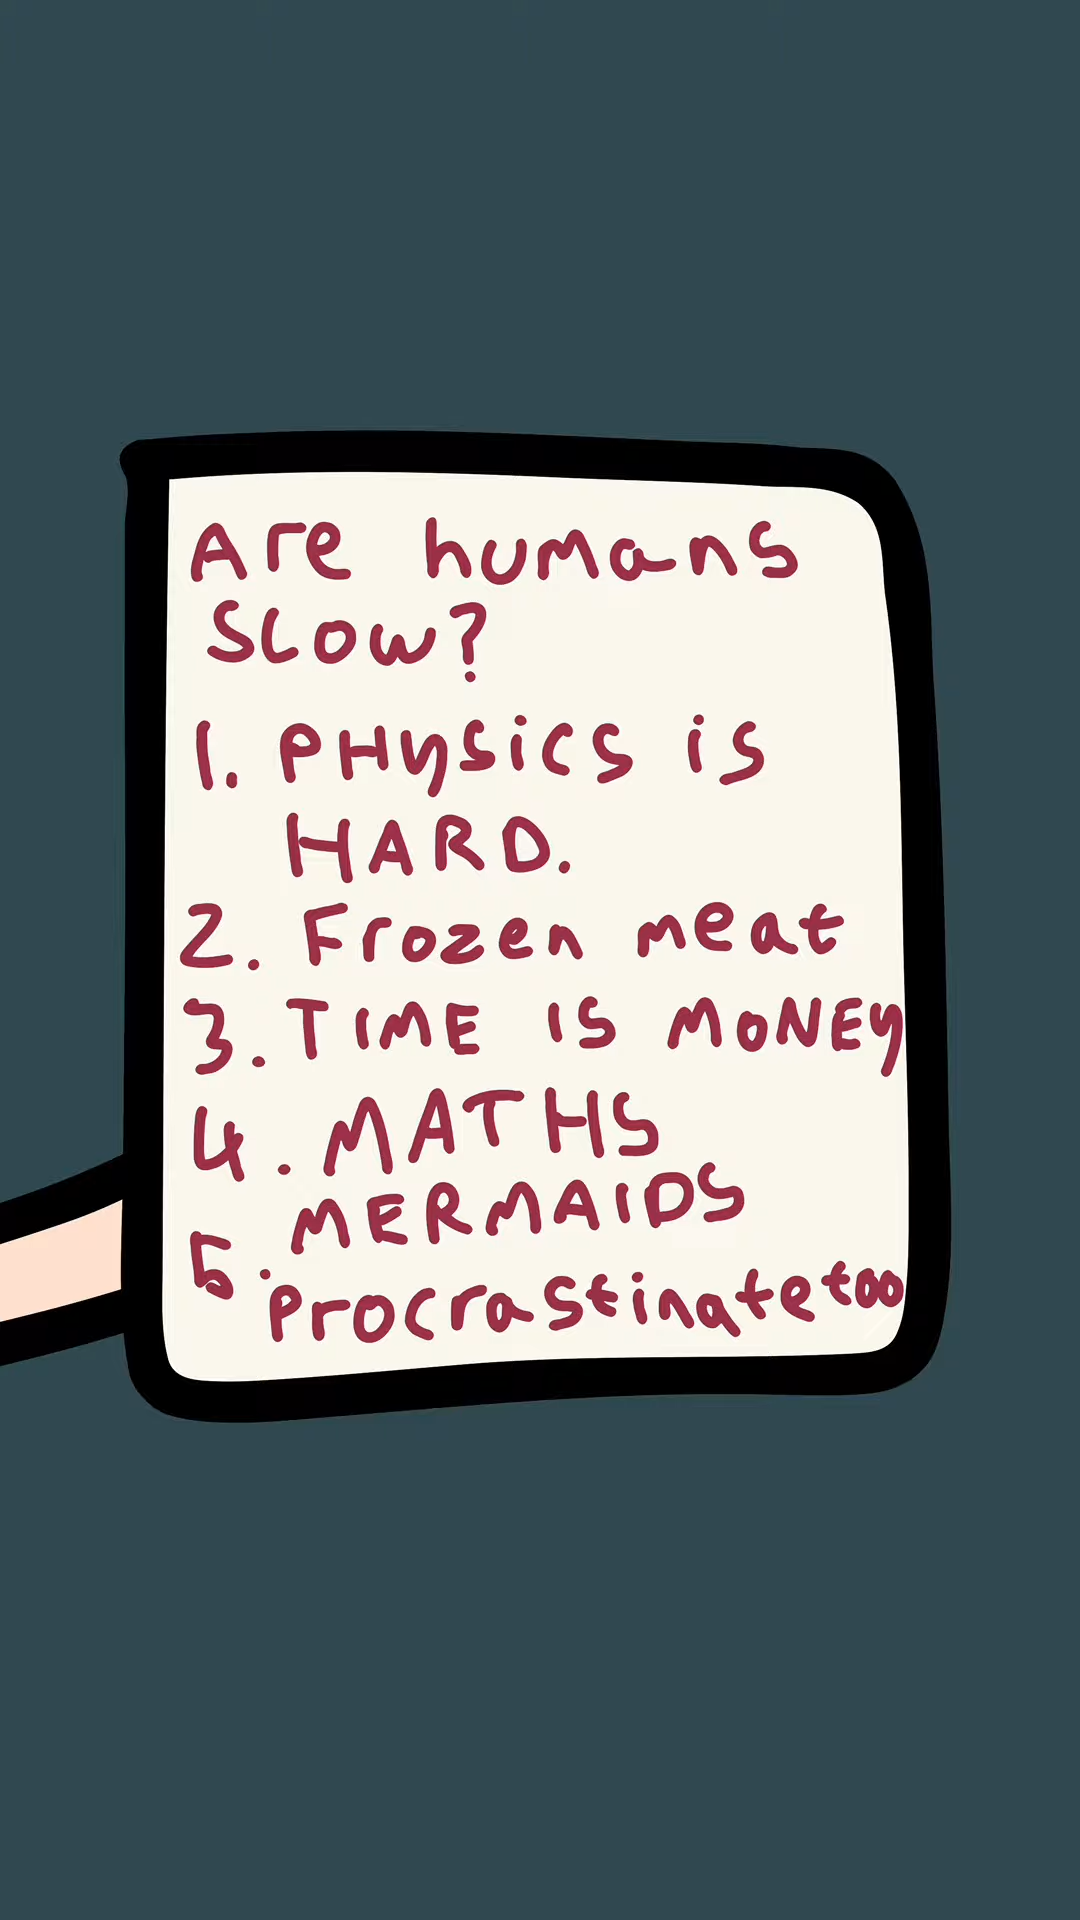 Are humans
SLOW?
1. PHysics is
HARD.
2. Frozen meat
3. TIME IS MONEY
4. MATHS
MERMAIDS
5. Procrastinate too